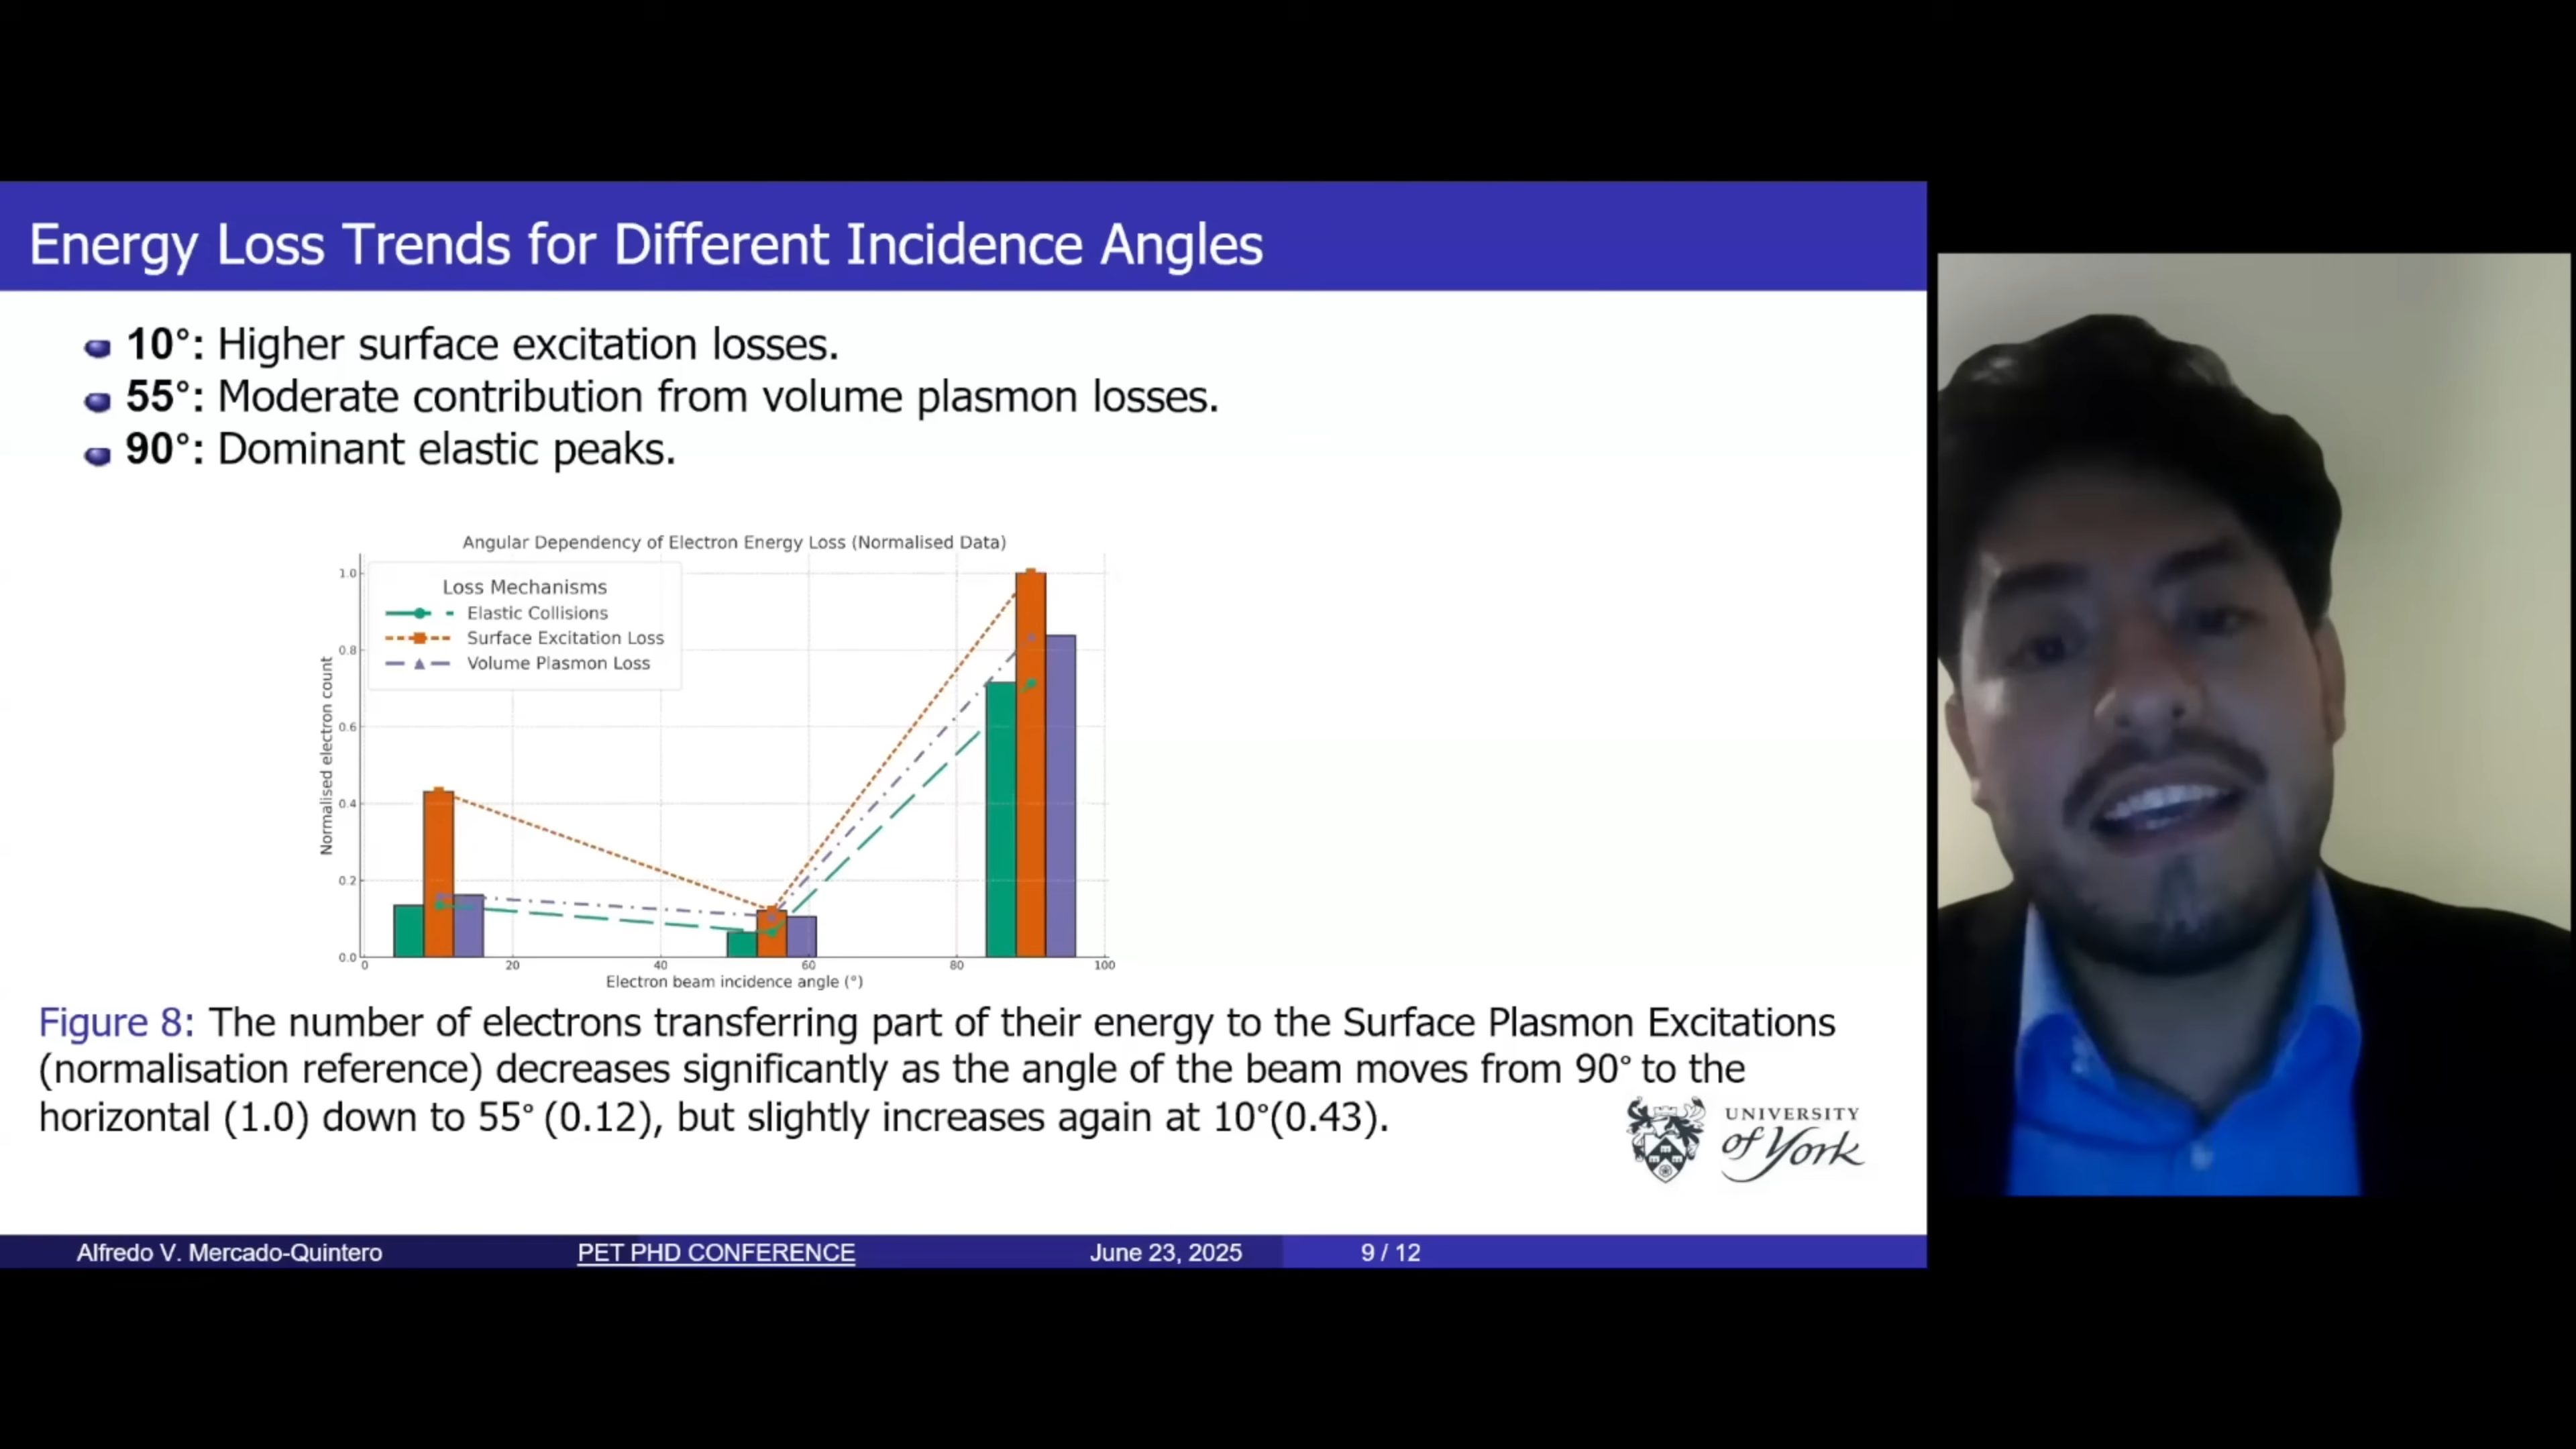 Energy Loss Trends for Different Incidence Angles
10°: Higher surface excitation losses.
55°: Moderate contribution from volume plasmon losses.
90°: Dominant elastic peaks.
Angular Dependency of Electron Energy Loss (Normalised Data)
Loss Mechanisms
Elastic Collisions
Surface Excitation Loss
Volume Plasmon Loss
Normalised electron count
1.0
0.8
0.6
0.4
0.2
0.0
0 20 40 60 80 100
Electron beam incidence angle (°)
Figure 8: The number of electrons transferring part of their energy to the Surface Plasmon Excitations
(normalisation reference) decreases significantly as the angle of the beam moves from 90° to the
horizontal (1.0) down to 55° (0.12), but slightly increases again at 10°(0.43).
UNIVERSITY
of York
Alfredo V. Mercado-Quintero PET PHD CONFERENCE June 23, 2025 9 / 12